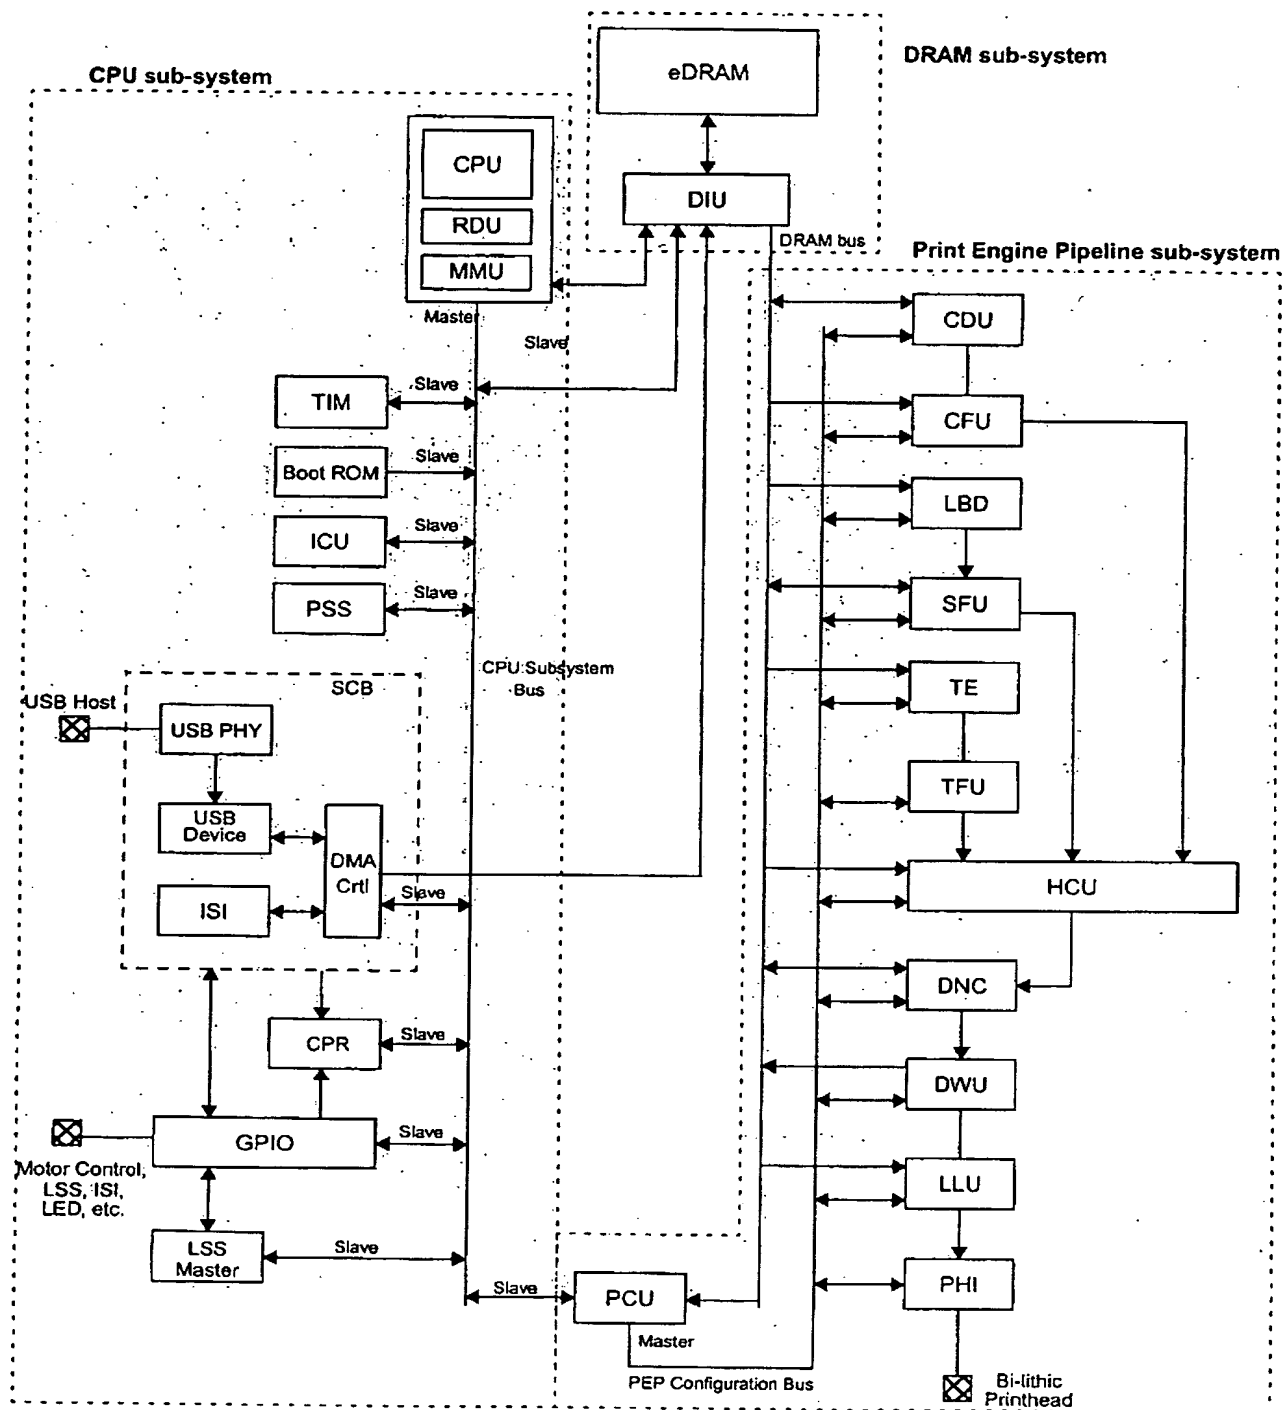 CPU sub-system
DRAM sub-system
eDRAM
CPU
RDU
MMU
DIU
DRAM bus
Print Engine Pipeline sub-system
Master
Slave
CDU
TIM
Slave
CFU
Boot ROM
Slave
LBD
ICU
Slave
PSS
Slave
SFU
CPU Subsystem
Bus
SCB
TE
USB Host
USB PHY
TFU
USB
Device
DMA
Crtl
Slave
HCU
ISI
DNC
CPR
Slave
DWU
GPIO
Slave
Motor Control,
LSS, ISI,
LED, etc.
LLU
LSS
Master
Slave
PHI
Slave
PCU
Master
PEP Configuration Bus
Bi-lithic
Printhead